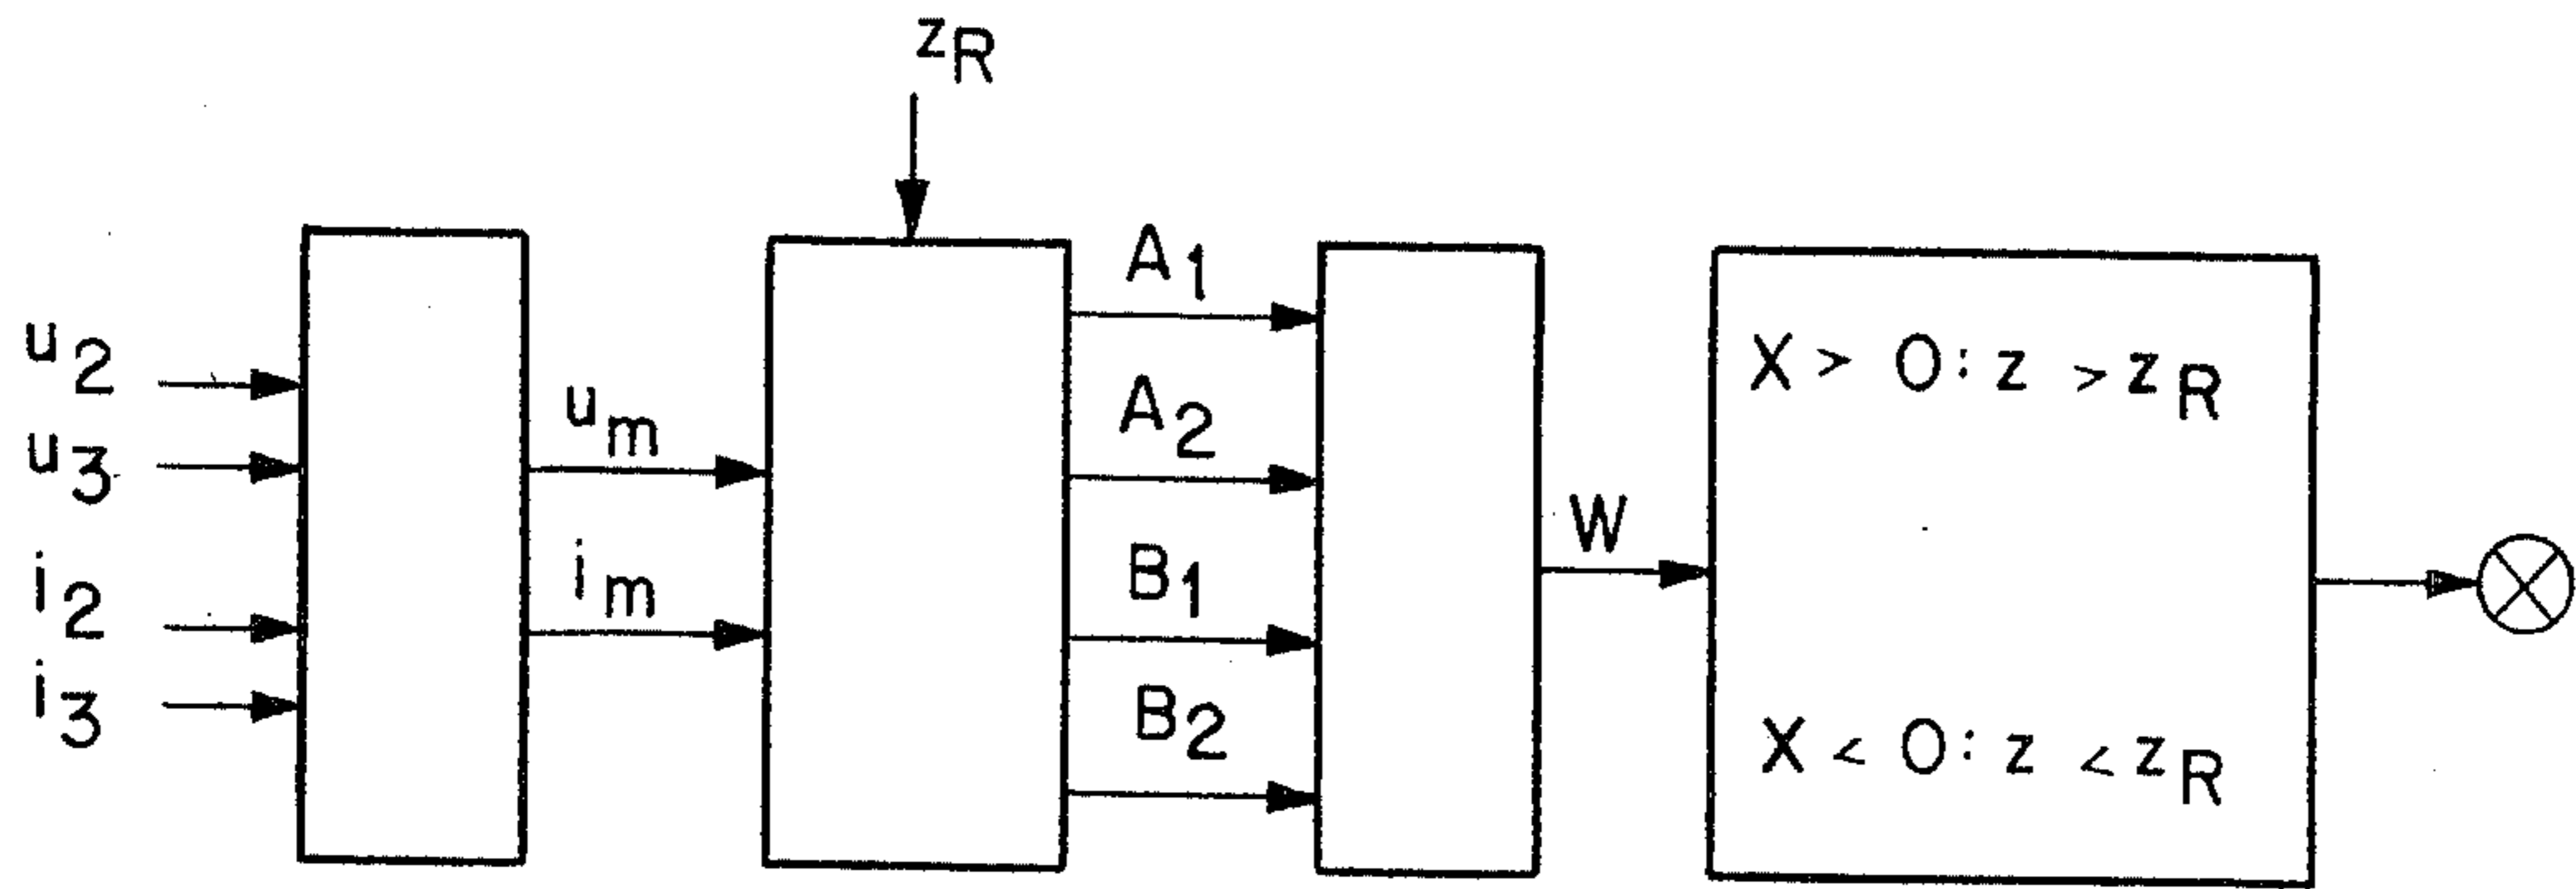 zR
u2
u3
i2
i3
um
im
A1
A2
B1
B2
W
X > 0: z > zR
X < 0: z < zR